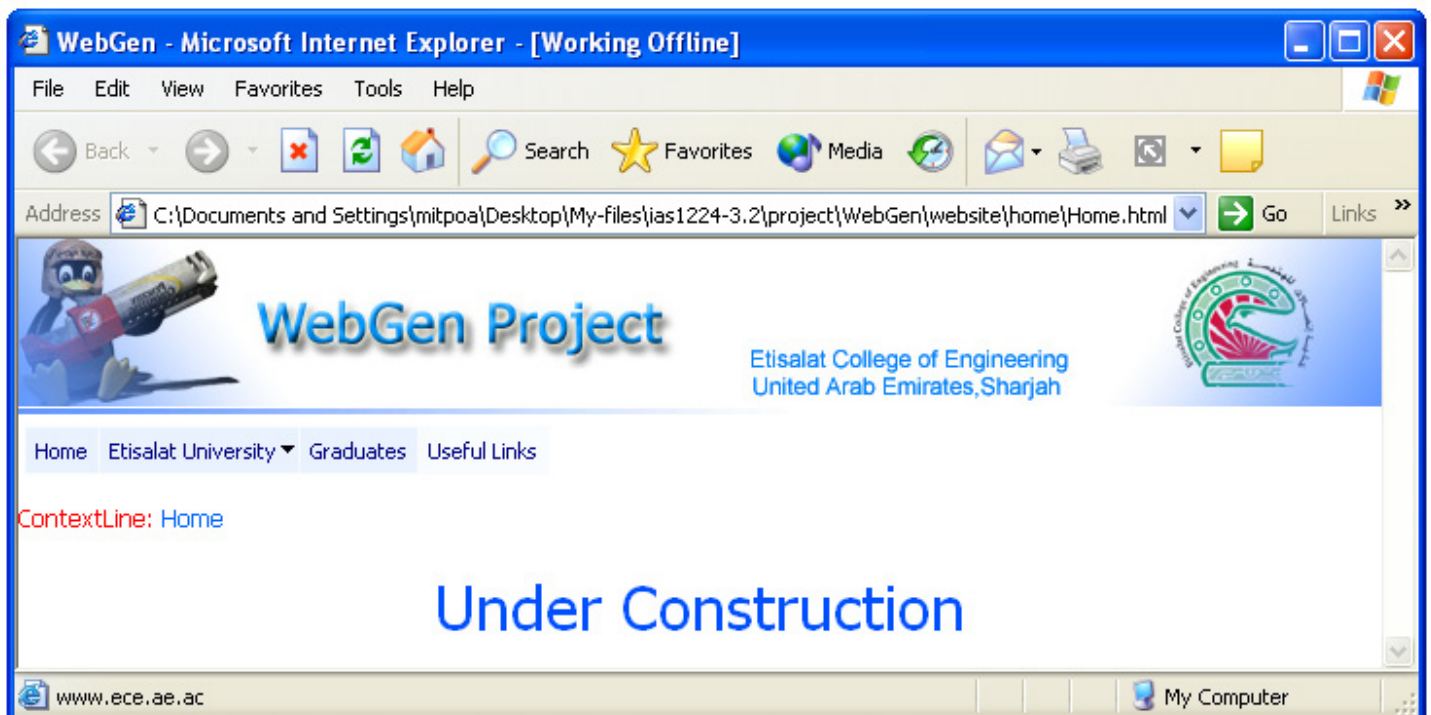 WebGen - Microsoft Internet Explorer - [Working Offline]
File Edit View Favorites Tools Help
Back Search Favorites Media
Address C:\Documents and Settings\mitpoa\Desktop\My-files\ias1224-3.2\project\WebGen\website\home\Home.html Go Links »
WebGen Project
Etisalat College of Engineering
United Arab Emirates,Sharjah
Home Etisalat University Graduates Useful Links
ContextLine: Home
Under Construction
www.ece.ae.ac My Computer